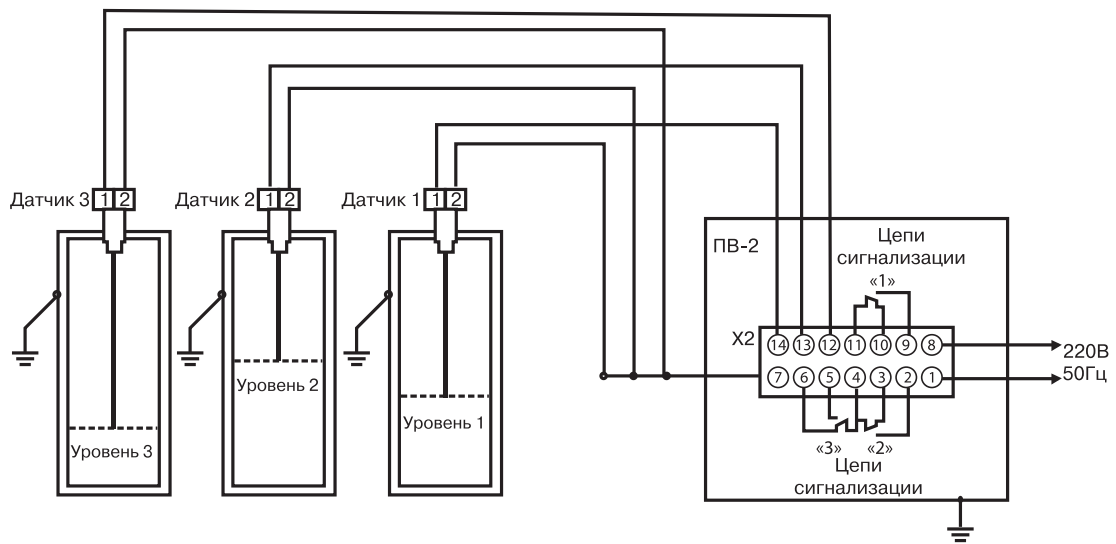 Датчик 3 1 2
Датчик 2 1 2
Датчик 1 1 2
ПВ-2
Цепи
сигнализации
«1»
X2
14 13 12 11 10 9 8
7 6 5 4 3 2 1
220В
50Гц
Уровень 2
Уровень 1
Уровень 3
«3» «2»
Цепи
сигнализации